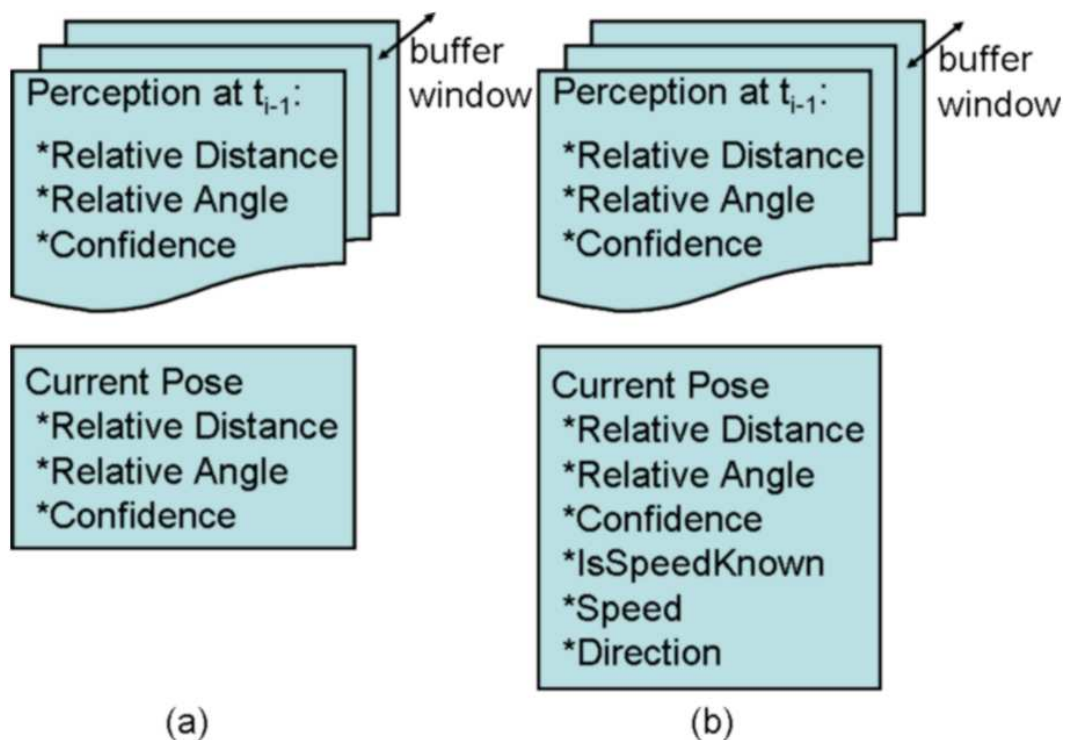 buffer
window
Perception at tᵢ₋₁:
*Relative Distance
*Relative Angle
*Confidence
Current Pose
*Relative Distance
*Relative Angle
*Confidence
(a)
buffer
window
Perception at tᵢ₋₁:
*Relative Distance
*Relative Angle
*Confidence
Current Pose
*Relative Distance
*Relative Angle
*Confidence
*IsSpeedKnown
*Speed
*Direction
(b)